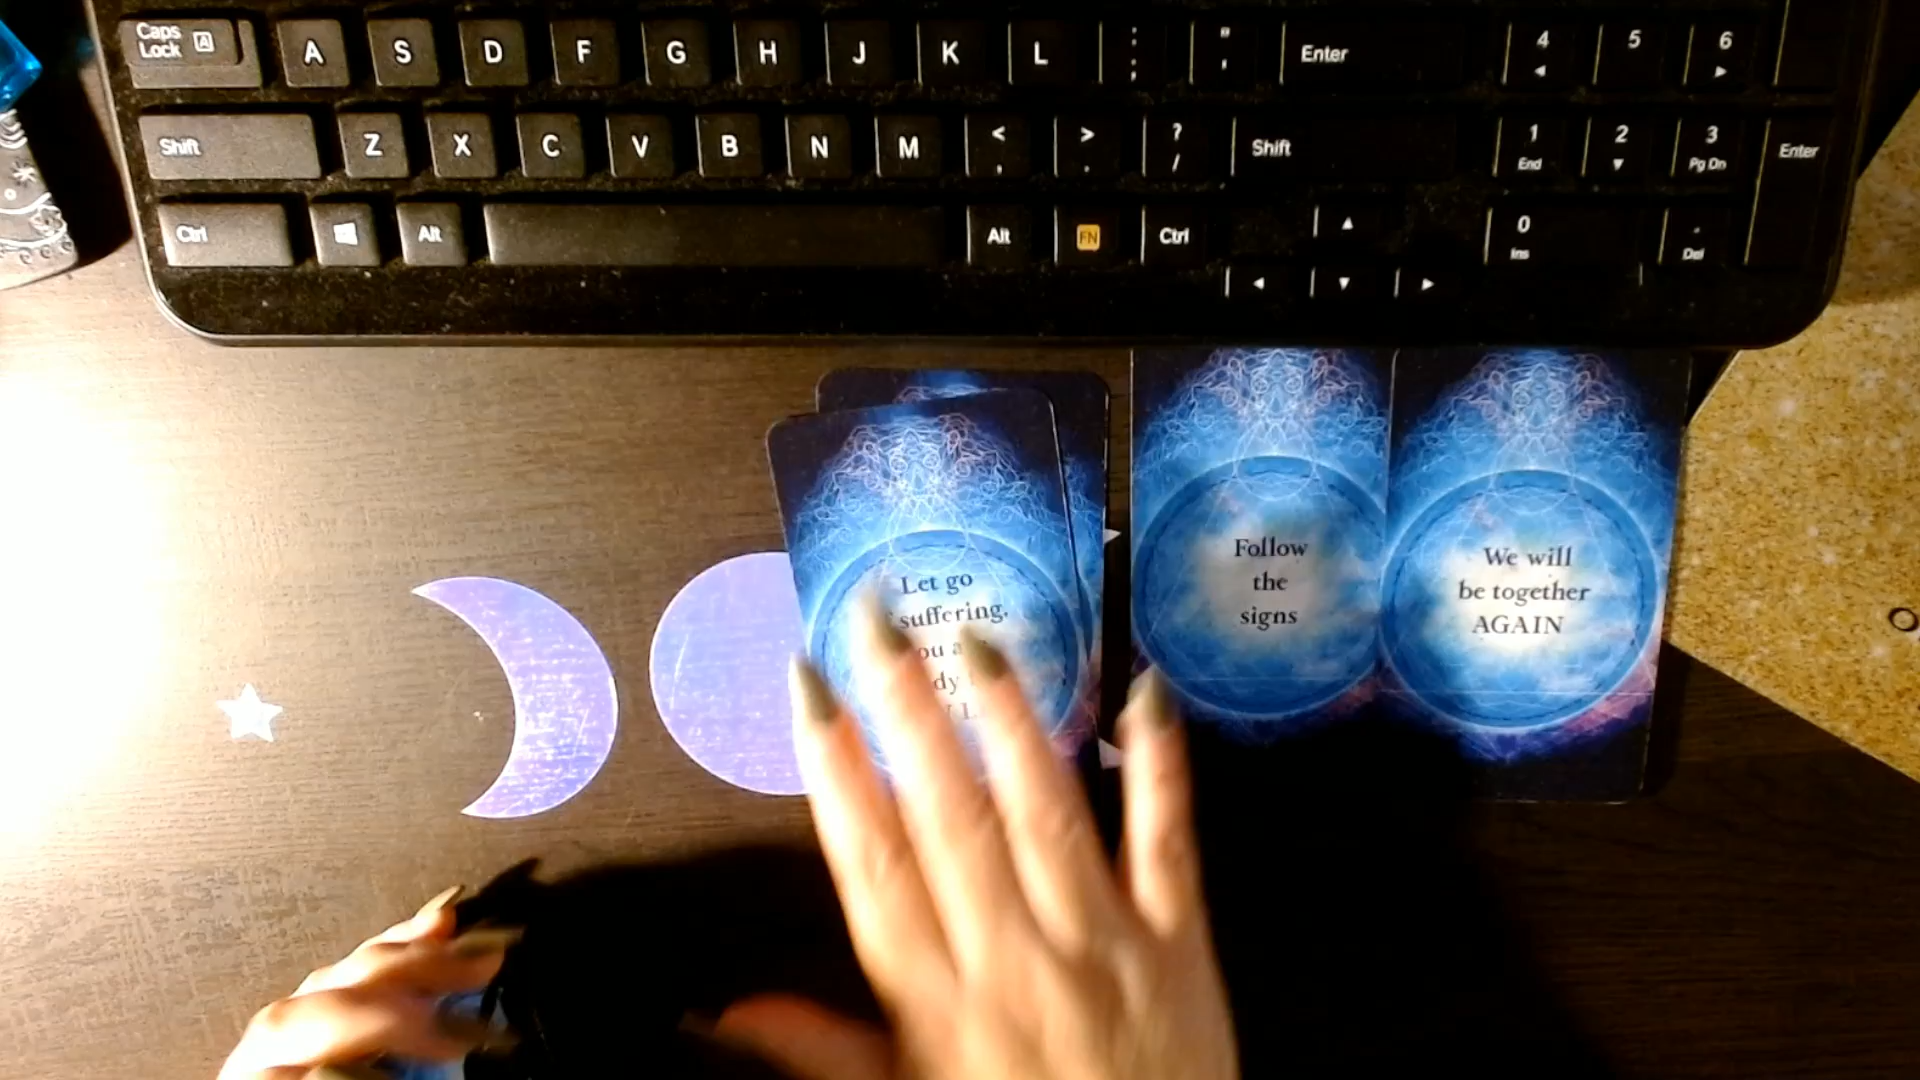 Caps
Lock A
A S D F G H J K L : ; " ' Enter 4 5 6
Shift Z X C V B N M < , > . ? / Shift 1 End 2 3 Pg Dn Enter
Ctrl Alt Alt FN Ctrl 0 Ins . Del
Let go
suffering.
Follow
the
signs
We will
be together
AGAIN